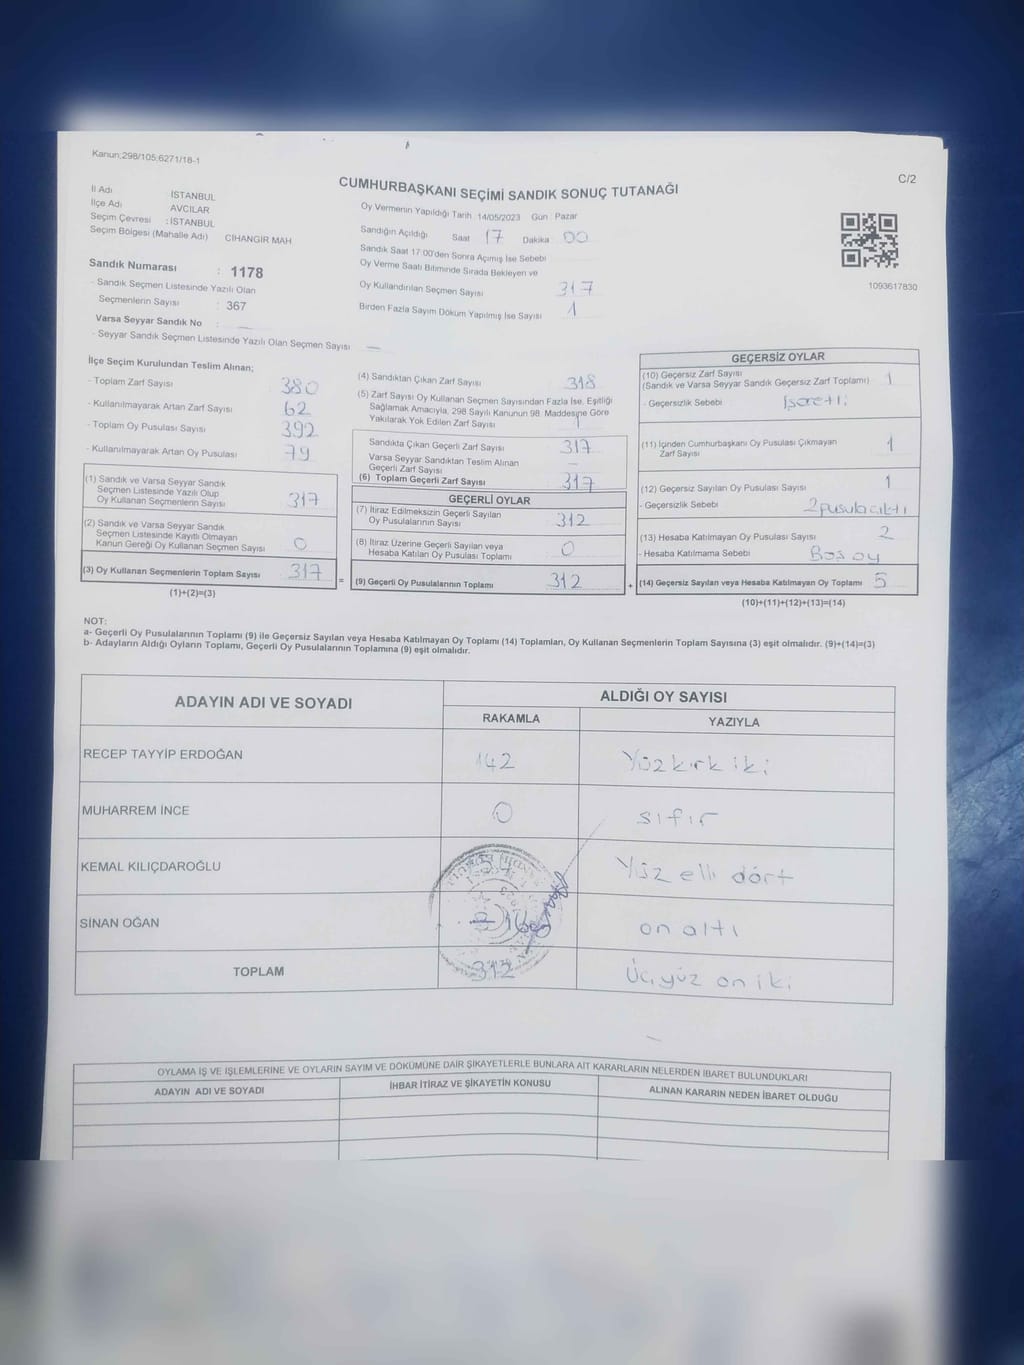 Kanun;298/105;6271/18-1
C/2
CUMHURBAŞKANI SEÇİMİ SANDIK SONUÇ TUTANAĞI
İl Adı İSTANBUL
İlçe Adı AVCILAR
Seçim Çevresi : İSTANBUL
Seçim Bölgesi (Mahalle Adı) CİHANGİR MAH
Sandık Numarası : 1178
- Sandık Seçmen Listesinde Yazılı Olan
Seçmenlerin Sayısı : 367
Varsa Seyyar Sandık No :
- Seyyar Sandık Seçmen Listesinde Yazılı Olan Seçmen Sayısı
Oy Vermenin Yapıldığı Tarih 14/05/2023 Gün Pazar
Sandığın Açıldığı Saat 17 Dakika 00
Sandık Saat 17:00'den Sonra Açımış İse Sebebi
Oy Verme Saati Bitiminde Sırada Bekleyen ve
Oy Kullandırılan Seçmen Sayısı 317
Birden Fazla Sayım Döküm Yapılmış İse Sayısı 1
1093617830
İlçe Seçim Kurulundan Teslim Alınan;
- Toplam Zarf Sayısı 380
- Kullanılmayarak Artan Zarf Sayısı 62
- Toplam Oy Pusulası Sayısı 392
- Kullanılmayarak Artan Oy Pusulası 79
(1) Sandık ve Varsa Seyyar Sandık
Seçmen Listesinde Yazılı Olup
Oy Kullanan Seçmenlerin Sayısı 317
(2) Sandık ve Varsa Seyyar Sandık
Seçmen Listesinde Kayıtlı Olmayan
Kanun Gereği Oy Kullanan Seçmen Sayısı 0
(3) Oy Kullanan Seçmenlerin Toplam Sayısı 317
(1)+(2)=(3)
(4) Sandıktan Çıkan Zarf Sayısı 318
(5) Zarf Sayısı Oy Kullanan Seçmen Sayısından Fazla İse, Eşitliği
Sağlamak Amacıyla, 298 Sayılı Kanunun 98. Maddesine Göre
Yakılarak Yok Edilen Zarf Sayısı 1
Sandıkta Çıkan Geçerli Zarf Sayısı 317
Varsa Seyyar Sandıktan Teslim Alınan
Geçerli Zarf Sayısı
(6) Toplam Geçerli Zarf Sayısı 317
GEÇERLİ OYLAR
(7) İtiraz Edilmeksizin Geçerli Sayılan
Oy Pusulalarının Sayısı 312
(8) İtiraz Üzerine Geçerli Sayılan veya
Hesaba Katılan Oy Pusulası Toplamı 0
= (9) Geçerli Oy Pusulalarının Toplamı 312 +
GEÇERSİZ OYLAR
(10) Geçersiz Zarf Sayısı
(Sandık ve Varsa Seyyar Sandık Geçersiz Zarf Toplamı) 1
- Geçersizlik Sebebi İşaretli
(11) İçinden Cumhurbaşkanı Oy Pusulası Çıkmayan
Zarf Sayısı 1
(12) Geçersiz Sayılan Oy Pusulası Sayısı 1
- Geçersizlik Sebebi 2 pusula çıktı
(13) Hesaba Katılmayan Oy Pusulası Sayısı 2
- Hesaba Katılmama Sebebi Boş oy
(14) Geçersiz Sayılan veya Hesaba Katılmayan Oy Toplamı 5
(10)+(11)+(12)+(13)=(14)
NOT:
a- Geçerli Oy Pusulalarının Toplamı (9) ile Geçersiz Sayılan veya Hesaba Katılmayan Oy Toplamı (14) Toplamları, Oy Kullanan Seçmenlerin Toplam Sayısına (3) eşit olmalıdır. (9)+(14)=(3)
b- Adayların Aldığı Oyların Toplamı, Geçerli Oy Pusulalarının Toplamına (9) eşit olmalıdır.
ADAYIN ADI VE SOYADI ALDIĞI OY SAYISI
RAKAMLA YAZIYLA
RECEP TAYYİP ERDOĞAN 142 Yüz kırk iki
MUHARREM İNCE 0 sıfır
KEMAL KILIÇDAROĞLU 154 Yüz elli dört
SİNAN OĞAN 16 on altı
TOPLAM 312 Üç yüz on iki
OYLAMA İŞ VE İŞLEMLERİNE VE OYLARIN SAYIM VE DÖKÜMÜNE DAİR ŞİKAYETLERLE BUNLARA AİT KARARLARIN NELERDEN İBARET BULUNDUKLARI
ADAYIN ADI VE SOYADI İHBAR İTİRAZ VE ŞİKAYETİN KONUSU ALINAN KARARIN NEDEN İBARET OLDUĞU